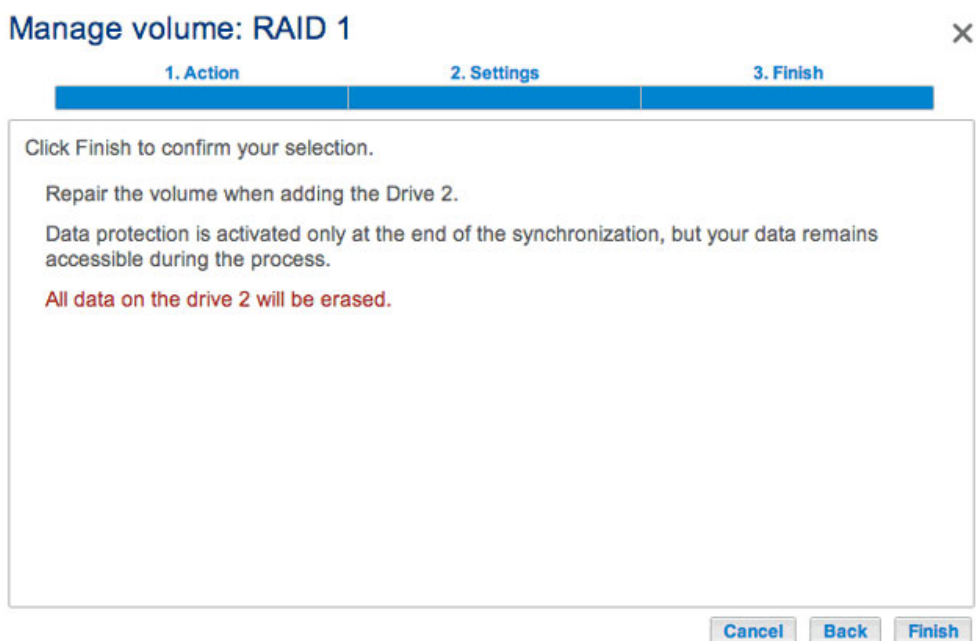 Manage volume: RAID 1
1. Action
2. Settings
3. Finish
Click Finish to confirm your selection.
Repair the volume when adding the Drive 2.
Data protection is activated only at the end of the synchronization, but your data remains
accessible during the process.
All data on the drive 2 will be erased.
Cancel
Back
Finish